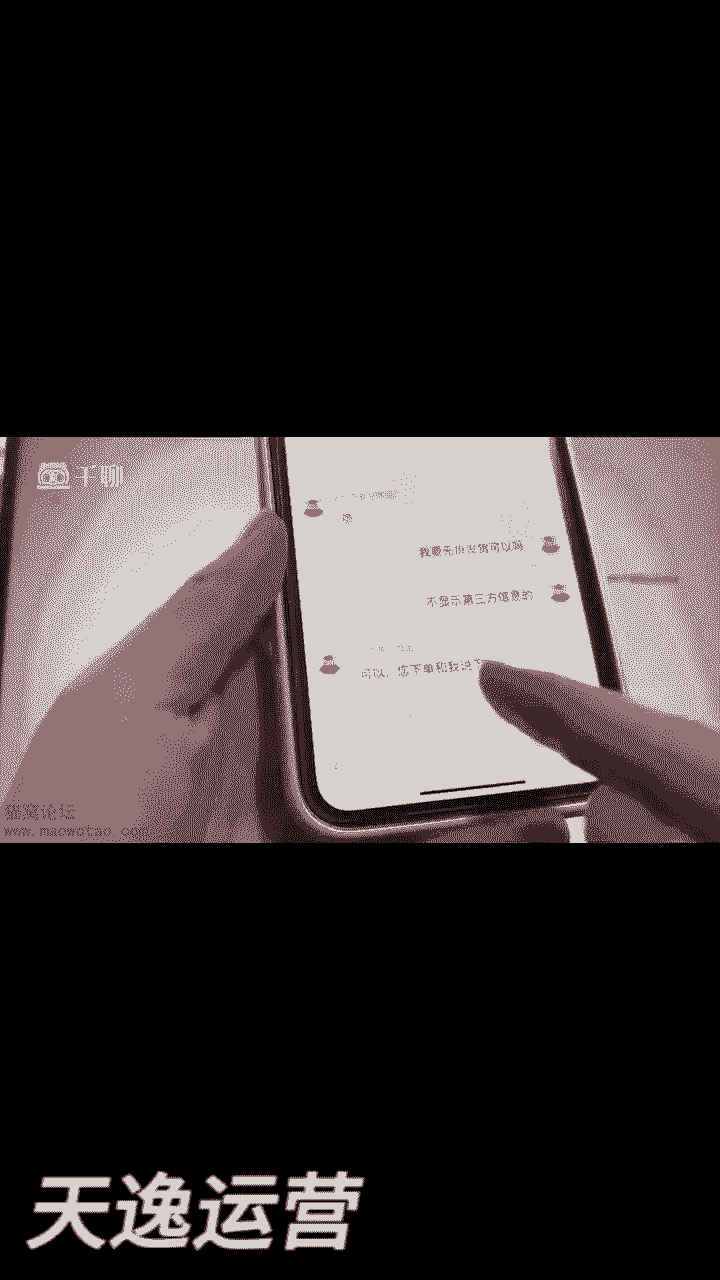 千聊
嗯
我要无痕发货可以吗
不显示第三方信息的
可以，您下单和我说下
猫窝论坛
www.maowotao.com
天逸运营